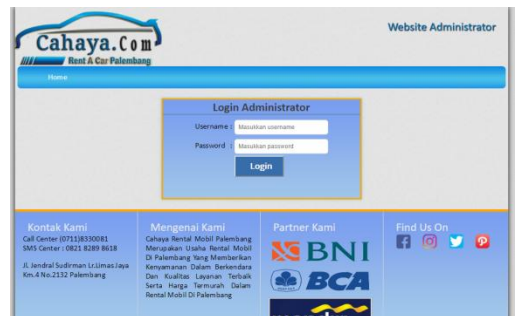 Cahaya.Com
Rent A Car Palembang
Website Administrator
Home
Login Administrator
Username :
Masukkan username
Password :
Masukkan password
Login
Kontak Kami
Call Center (0711)8330081
SMS Center : 0821 8289 8618
Jl. Jendral Sudirman Lr.Limas Jaya
Km.4 No.2132 Palembang
Mengenai Kami
Cahaya Rental Mobil Palembang
Merupakan Usaha Rental Mobil
Di Palembang Yang Memberikan
Kenyamanan Dalam Berkendara
Dan Kualitas Layanan Terbaik
Serta Harga Termurah Dalam
Rental Mobil Di Palembang
Partner Kami
BNI
BCA
Find Us On